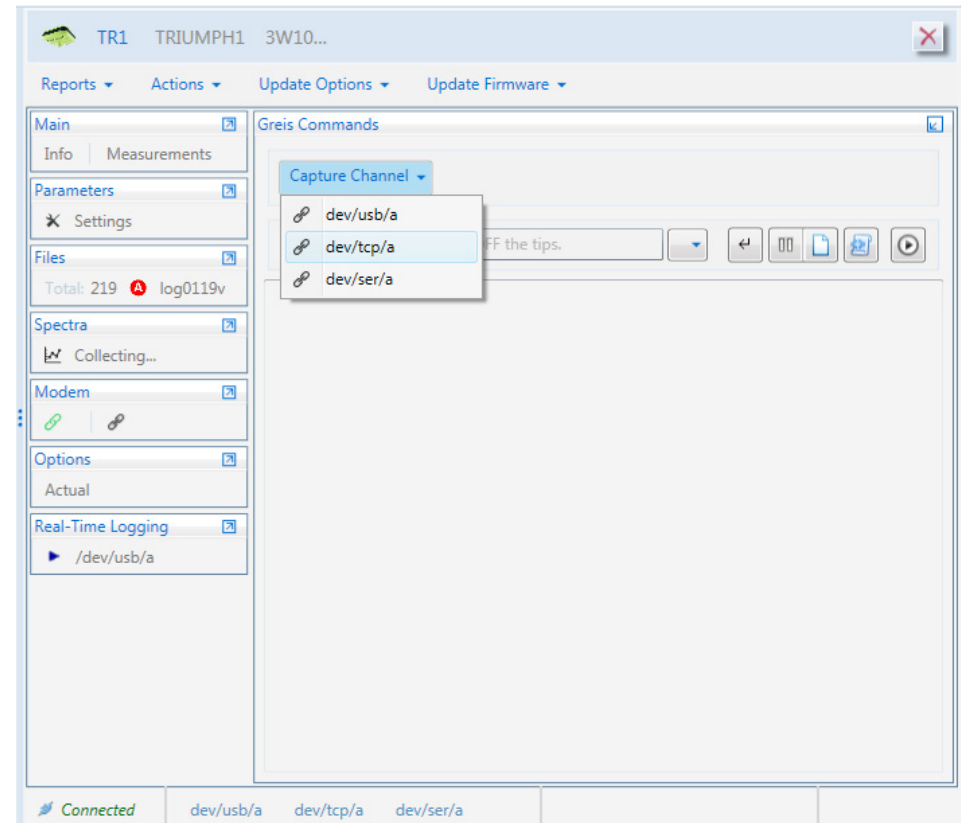 TR1 TRIUMPH1 3W10...
Reports Actions Update Options Update Firmware
Main
Info Measurements
Parameters
Settings
Files
Total: 219 A log0119v
Spectra
Collecting...
Modem
Options
Actual
Real-Time Logging
/dev/usb/a
Greis Commands
Capture Channel
dev/usb/a
dev/tcp/a
dev/ser/a
FF the tips.
Connected dev/usb/a dev/tcp/a dev/ser/a